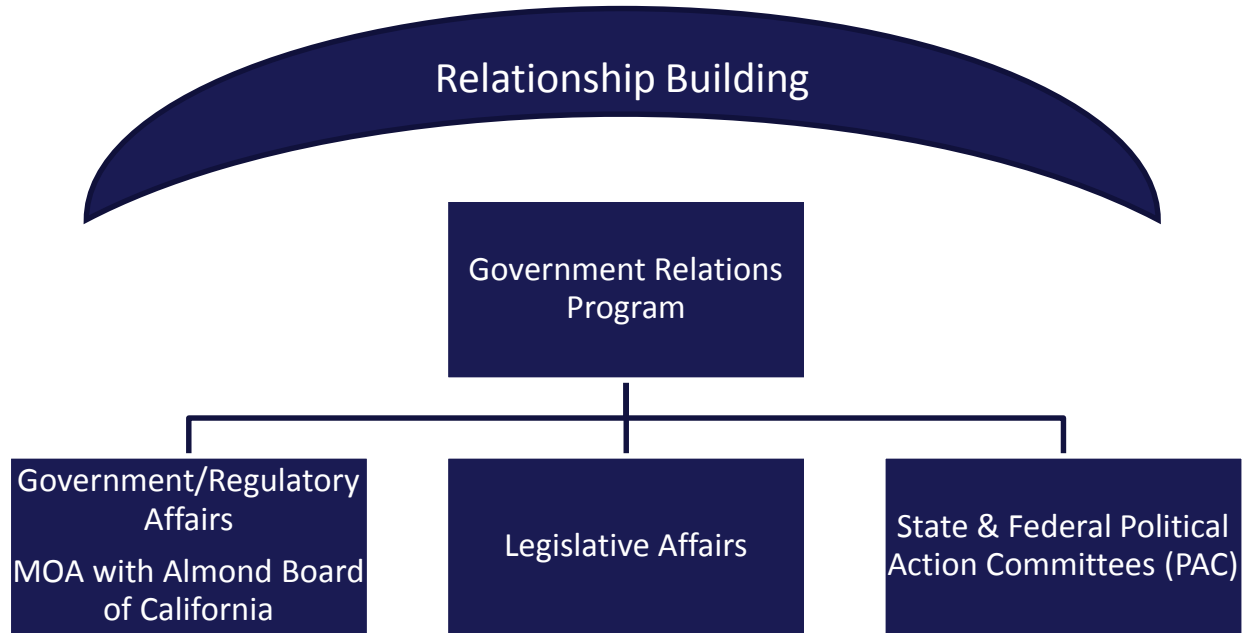 Relationship Building
Government Relations
Program
Government/Regulatory
Affairs
MOA with Almond Board
of California
Legislative Affairs
State & Federal Political
Action Committees (PAC)